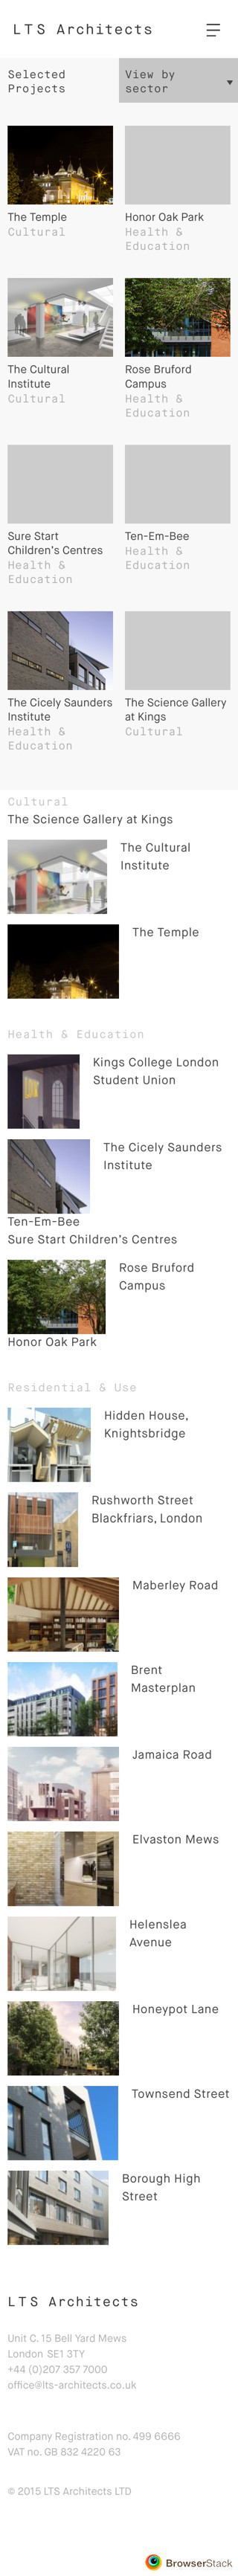 LTS Architects
Selected
Projects
View by
sector
The Temple
Cultural
Honor Oak Park
Health &
Education
The Cultural
Institute
Cultural
Rose Bruford
Campus
Health &
Education
Sure Start
Children's Centres
Health &
Education
Ten-Em-Bee
Health &
Education
The Cicely Saunders
Institute
Health &
Education
The Science Gallery
at Kings
Cultural
Cultural
The Science Gallery at Kings
The Cultural
Institute
The Temple
Health & Education
Kings College London
Student Union
The Cicely Saunders
Institute
Ten-Em-Bee
Sure Start Children's Centres
Rose Bruford
Campus
Honor Oak Park
Residential & Use
Hidden House,
Knightsbridge
Rushworth Street
Blackfriars, London
Maberley Road
Brent
Masterplan
Jamaica Road
Elvaston Mews
Helenslea
Avenue
Honeypot Lane
Townsend Street
Borough High
Street
LTS Architects
Unit C. 15 Bell Yard Mews
London SE1 3TY
+44 (0)207 357 7000
office@lts-architects.co.uk
Company Registration no. 499 6666
VAT no. GB 832 4220 63
© 2015 LTS Architects LTD
BrowserStack